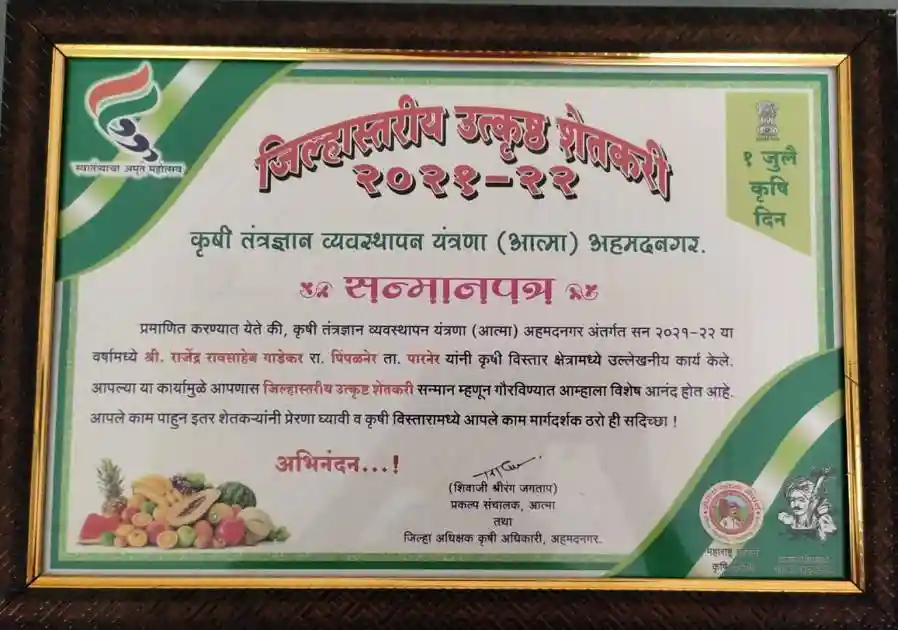 स्वातंत्र्याचा अमृत महोत्सव
जिल्हास्तरीय उत्कृष्ठ शेतकरी
२०२१-२२
१ जुलै
कृषि
दिन
कृषी तंत्रज्ञान व्यवस्थापन यंत्रणा (आत्मा) अहमदनगर.
सन्मानपत्र
प्रमाणित करण्यात येते की, कृषी तंत्रज्ञान व्यवस्थापन यंत्रणा (आत्मा) अहमदनगर अंतर्गत सन २०२१-२२ या
वर्षामध्ये श्री. राजेंद्र रावसाहेब गाडेकर रा. पिंपळनेर ता. पारनेर यांनी कृषी विस्तार क्षेत्रामध्ये उल्लेखनीय कार्य केले.
आपल्या या कार्यामुळे आपणास जिल्हास्तरीय उत्कृष्ट शेतकरी सन्मान म्हणून गौरविण्यात आम्हाला विशेष आनंद होत आहे.
आपले काम पाहुन इतर शेतकऱ्यांनी प्रेरणा घ्यावी व कृषी विस्तारामध्ये आपले काम मार्गदर्शक ठरो ही सदिच्छा !
अभिनंदन...!
(शिवाजी श्रीरंग जगताप)
प्रकल्प संचालक, आत्मा
तथा
जिल्हा अधिक्षक कृषी अधिकारी, अहमदनगर.
महाराष्ट्र
कृषि